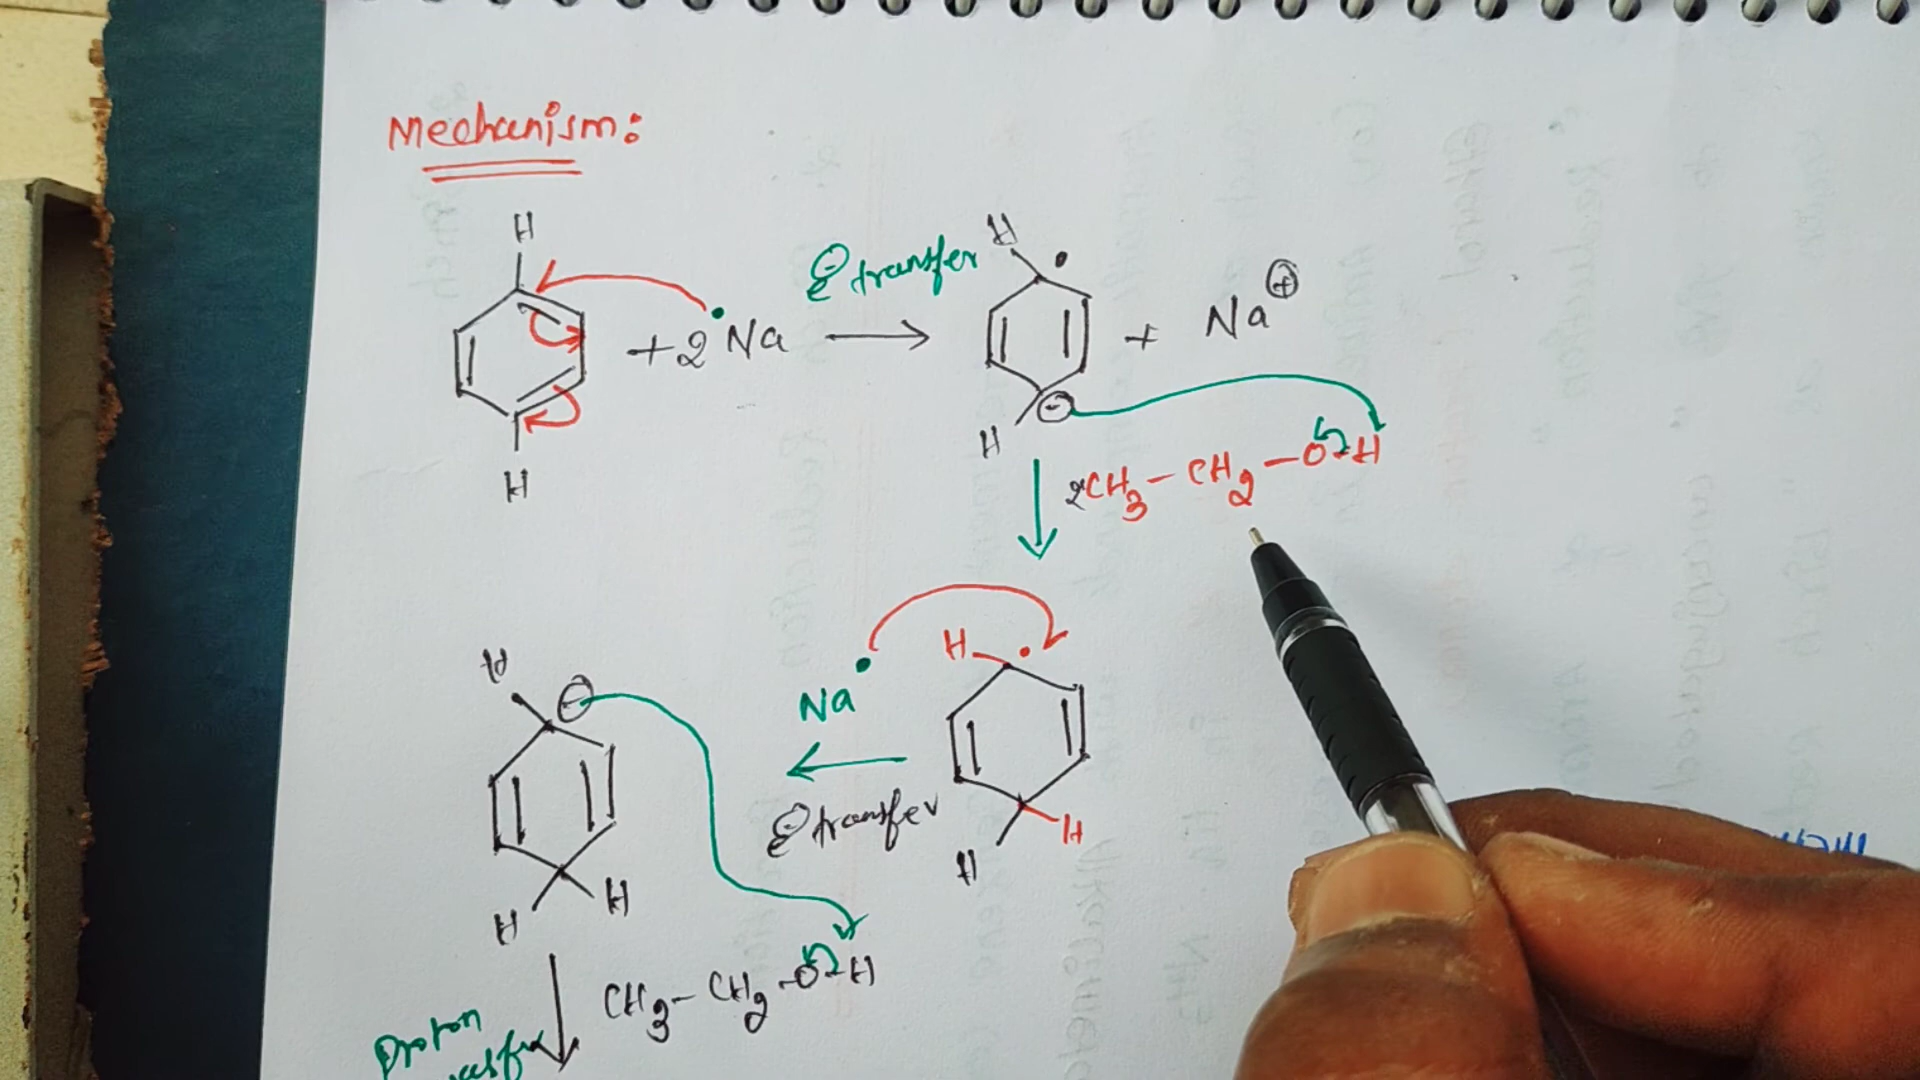 Mechanism:
H
H
+ 2 Na
e⊖ transfer
H
H
+ Na⊕
2CH3 - CH2 - O - H
H
H
H
Na
e⊖ transfer
H
H
H
CH3 - CH2 - O - H
Proton